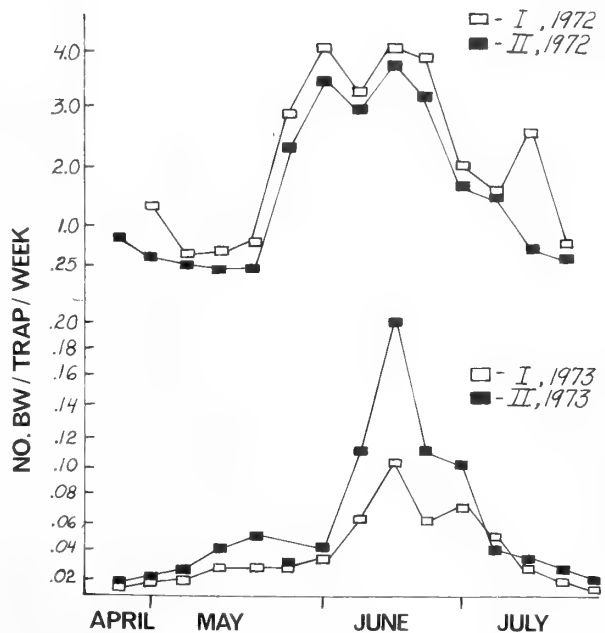 □ - I, 1972
■ - II, 1972
4.0
3.0
2.0
1.0
.25
NO. BW/TRAP/WEEK
.20
.18
.16
.14
.12
.10
.08
.06
.04
.02
□ - I, 1973
■ - II, 1973
APRIL MAY JUNE JULY